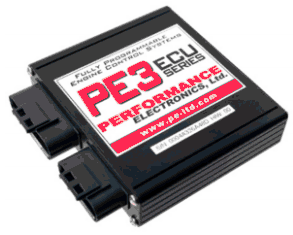 FULLY PROGRAMMABLE
ENGINE CONTROL SYSTEMS
PE3 ECU
SERIES
PERFORMANCE
ELECTRONICS, Ltd.
www.pe-ltd.com